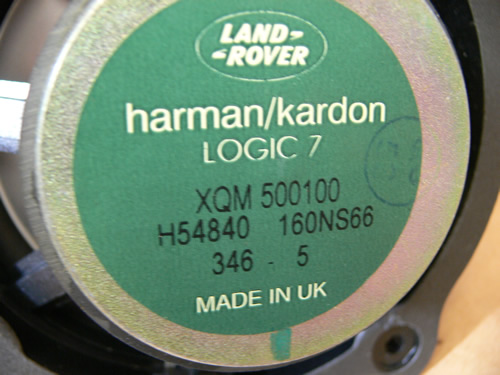 LAND-
-ROVER
harman/kardon
LOGIC 7
XQM 500100
H54840 160NS66
346 - 5
MADE IN UK